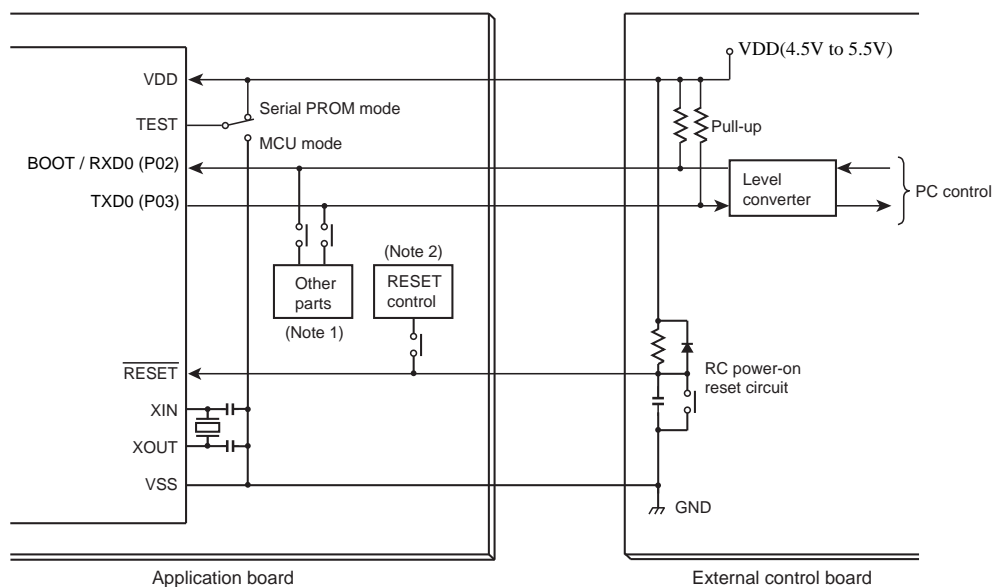 VDD(4.5V to 5.5V)
VDD
Serial PROM mode
TEST
Pull-up
MCU mode
BOOT / RXD0 (P02)
Level
converter
PC control
TXD0 (P03)
(Note 2)
Other
parts
RESET
control
(Note 1)
RESET
RC power-on
reset circuit
XIN
XOUT
VSS
GND
Application board
External control board